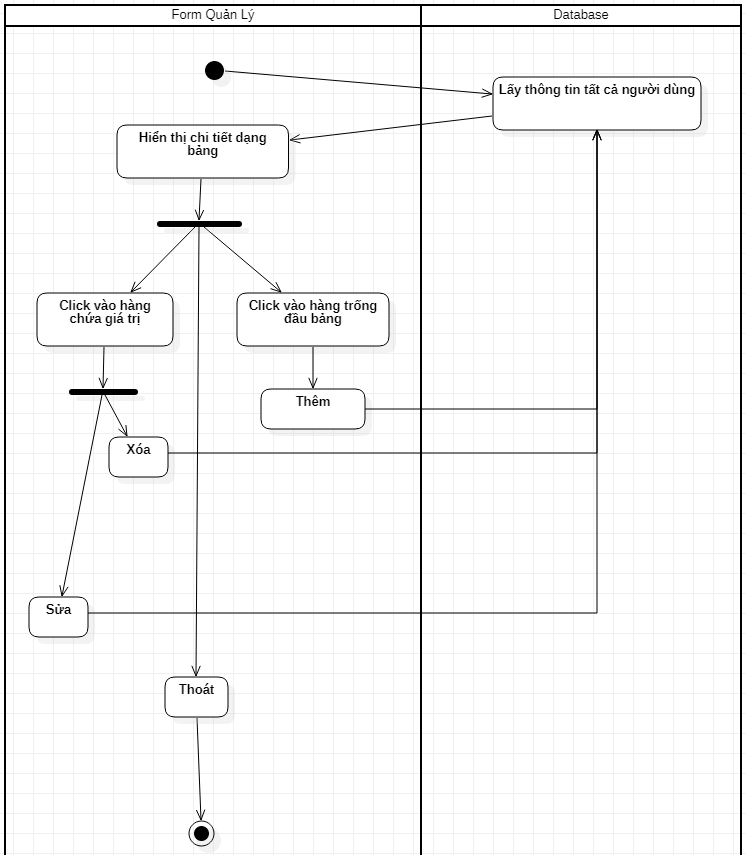 Form Quản Lý
Database
Lấy thông tin tất cả người dùng
Hiển thị chi tiết dạng
bảng
Click vào hàng
chứa giá trị
Click vào hàng trống
đầu bảng
Thêm
Xóa
Sửa
Thoát